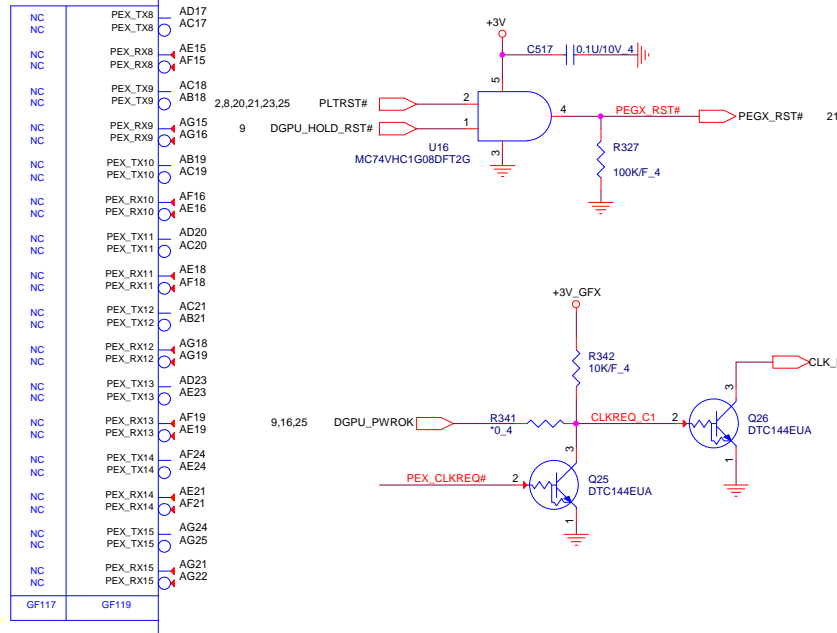 NC PEX_TX8 AD17
NC PEX_TX8 AC17
NC PEX_RX8 AE15
NC PEX_RX8 AF15
NC PEX_TX9 AC18
NC PEX_TX9 AB18
NC PEX_RX9 AG15
NC PEX_RX9 AG16
NC PEX_TX10 AB19
NC PEX_TX10 AC19
NC PEX_RX10 AF16
NC PEX_RX10 AE16
NC PEX_TX11 AD20
NC PEX_TX11 AC20
NC PEX_RX11 AE18
NC PEX_RX11 AF18
NC PEX_TX12 AC21
NC PEX_TX12 AB21
NC PEX_RX12 AG18
NC PEX_RX12 AG19
NC PEX_TX13 AD23
NC PEX_TX13 AE23
NC PEX_RX13 AF19
NC PEX_RX13 AE19
NC PEX_TX14 AF24
NC PEX_TX14 AE24
NC PEX_RX14 AE21
NC PEX_RX14 AF21
NC PEX_TX15 AG24
NC PEX_TX15 AG25
NC PEX_RX15 AG21
NC PEX_RX15 AG22
GF117 GF119
+3V
C517 0.1U/10V_4
5
2,8,20,21,23,25 PLTRST# 2
4 PEGX_RST# PEGX_RST# 21
9 DGPU_HOLD_RST# 1
U16
3
MC74VHC1G08DFT2G
R327
100K/F_4
+3V_GFX
R342
10K/F_4
CLK_
3
9,16,25 DGPU_PWROK R341 CLKREQ_C1 2 Q26
*0_4 DTC144EUA
3
1
PEX_CLKREQ# 2 Q25
DTC144EUA
1